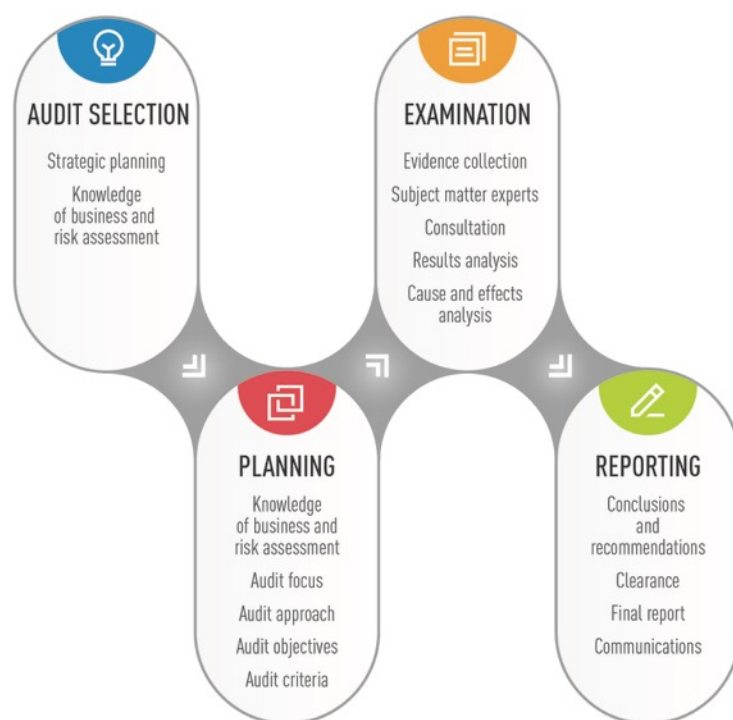 AUDIT SELECTION
Strategic planning
Knowledge
of business and
risk assessment
PLANNING
Knowledge
of business and
risk assessment
Audit focus
Audit approach
Audit objectives
Audit criteria
EXAMINATION
Evidence collection
Subject matter experts
Consultation
Results analysis
Cause and effects
analysis
REPORTING
Conclusions
and
recommendations
Clearance
Final report
Communications